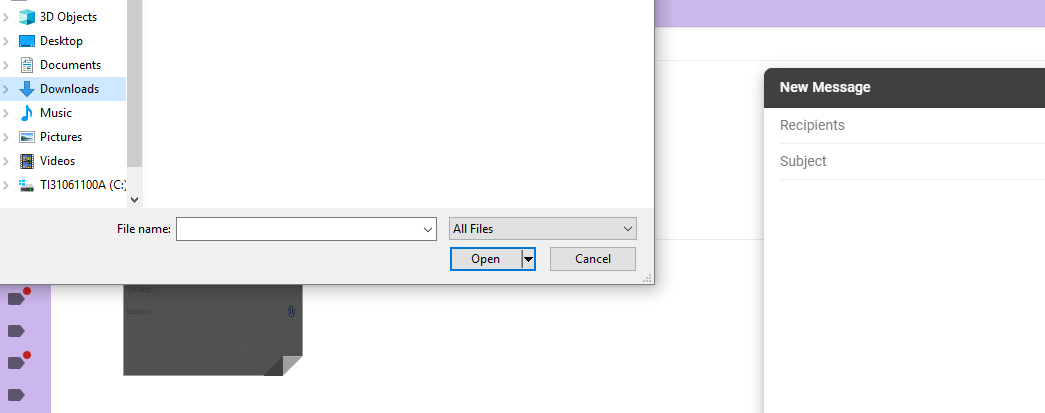 3D Objects
Desktop
Documents
Downloads
Music
Pictures
Videos
TI31061100A (C:)
File name:
All Files
Open
Cancel
New Message
Recipients
Subject